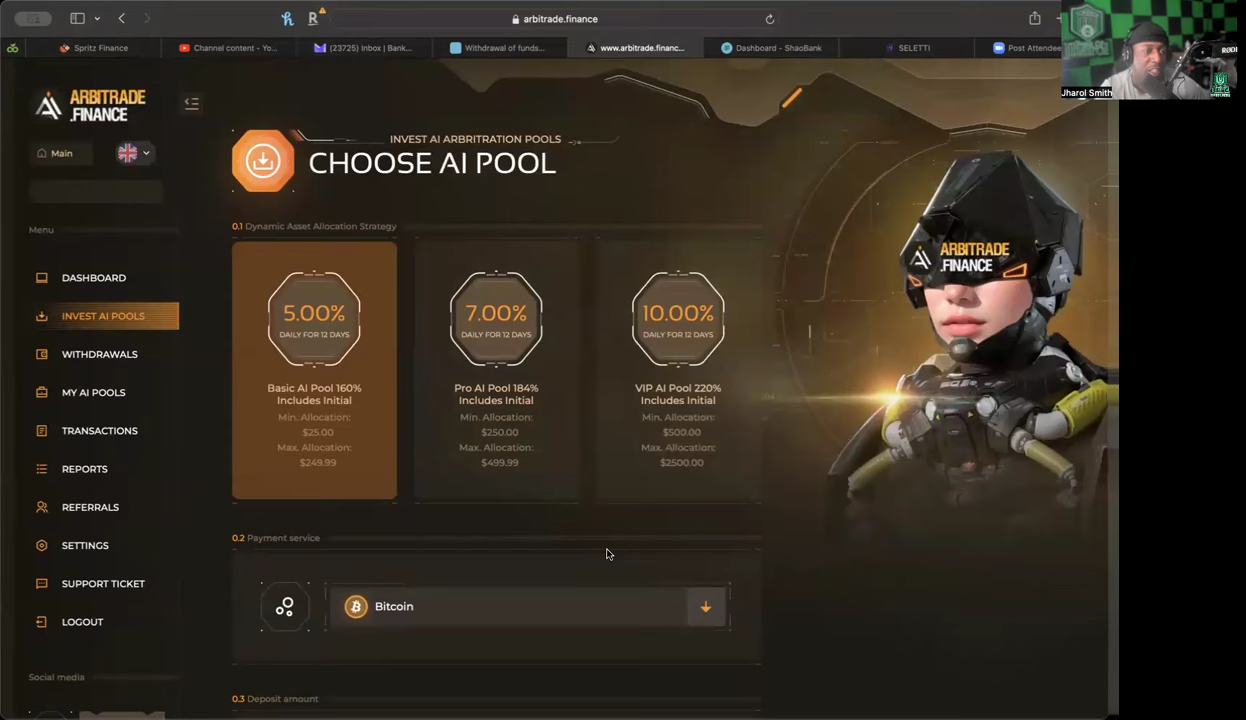 arbitrade.finance
Spritz Finance
Channel content - Yo...
(23725) Inbox | Bank...
Withdrawal of funds...
www.arbitrade.financ...
Dashboard - ShaoBank
SELETTI
Post Attendee
Jharol Smith
ARBITRADE
.FINANCE
Main
Menu
DASHBOARD
INVEST AI POOLS
WITHDRAWALS
MY AI POOLS
TRANSACTIONS
REPORTS
REFERRALS
SETTINGS
SUPPORT TICKET
LOGOUT
Social media
INVEST AI ARBRITRATION POOLS
CHOOSE AI POOL
0.1 Dynamic Asset Allocation Strategy
5.00%
DAILY FOR 12 DAYS
Basic AI Pool 160%
Includes Initial
Min. Allocation:
$25.00
Max. Allocation:
$249.99
7.00%
DAILY FOR 12 DAYS
Pro AI Pool 184%
Includes Initial
Min. Allocation:
$250.00
Max. Allocation:
$499.99
10.00%
DAILY FOR 12 DAYS
VIP AI Pool 220%
Includes Initial
Min. Allocation:
$500.00
Max. Allocation:
$2500.00
0.2 Payment service
Bitcoin
0.3 Deposit amount
ARBITRADE
.FINANCE